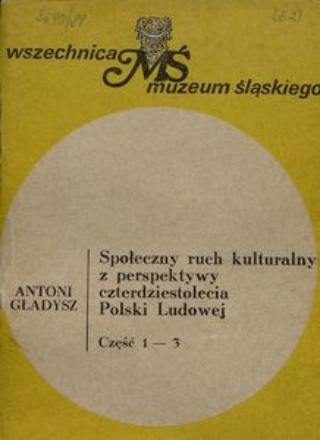 wszechnica
MŚ
muzeum śląskiego
ANTONI
GŁADYSZ
Społeczny ruch kulturalny
z perspektywy
czterdziestolecia
Polski Ludowej
Część 1 — 3